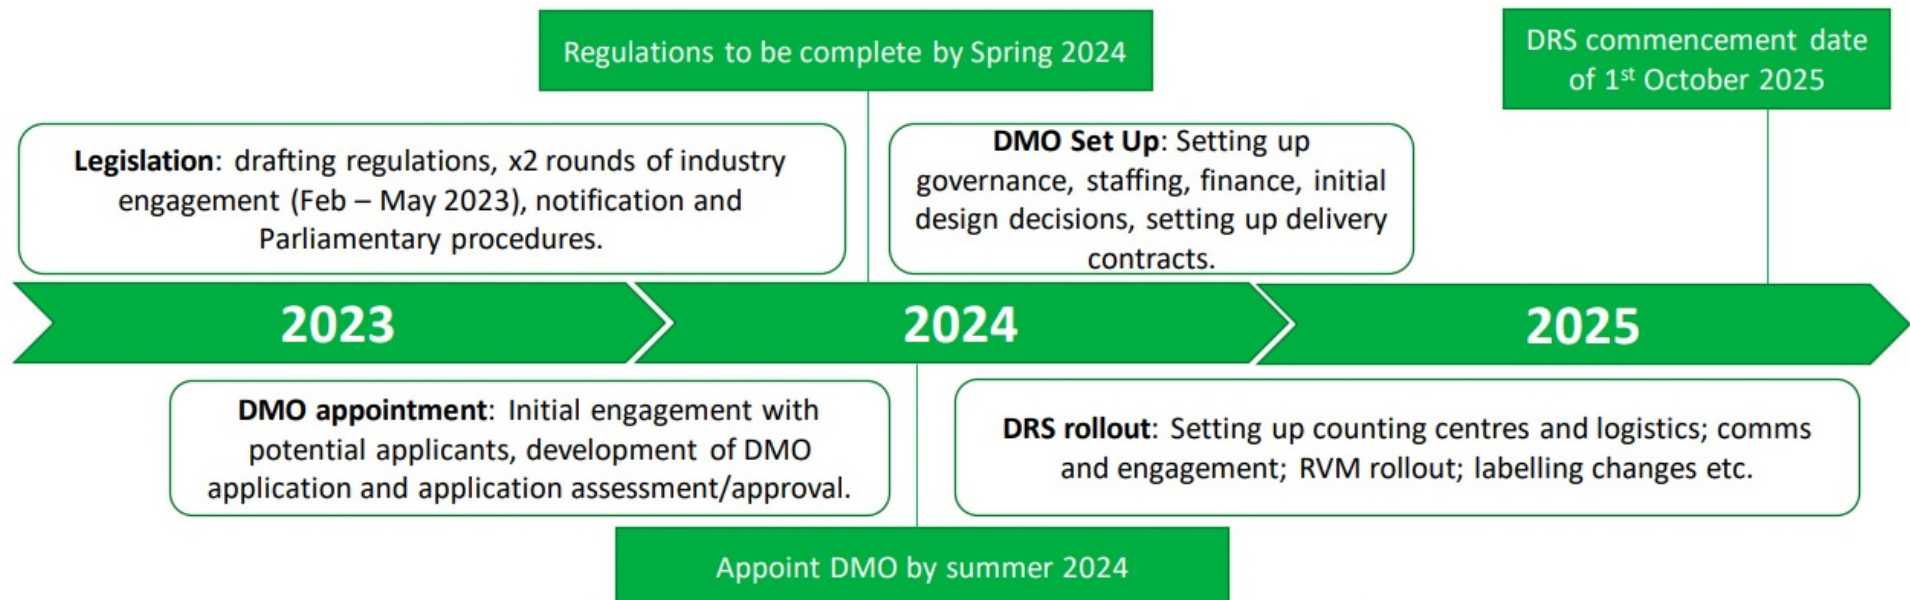 Regulations to be complete by Spring 2024
DRS commencement date
of 1st October 2025
Legislation: drafting regulations, x2 rounds of industry
engagement (Feb – May 2023), notification and
Parliamentary procedures.
DMO Set Up: Setting up
governance, staffing, finance, initial
design decisions, setting up delivery
contracts.
2023
2024
2025
DMO appointment: Initial engagement with
potential applicants, development of DMO
application and application assessment/approval.
DRS rollout: Setting up counting centres and logistics; comms
and engagement; RVM rollout; labelling changes etc.
Appoint DMO by summer 2024